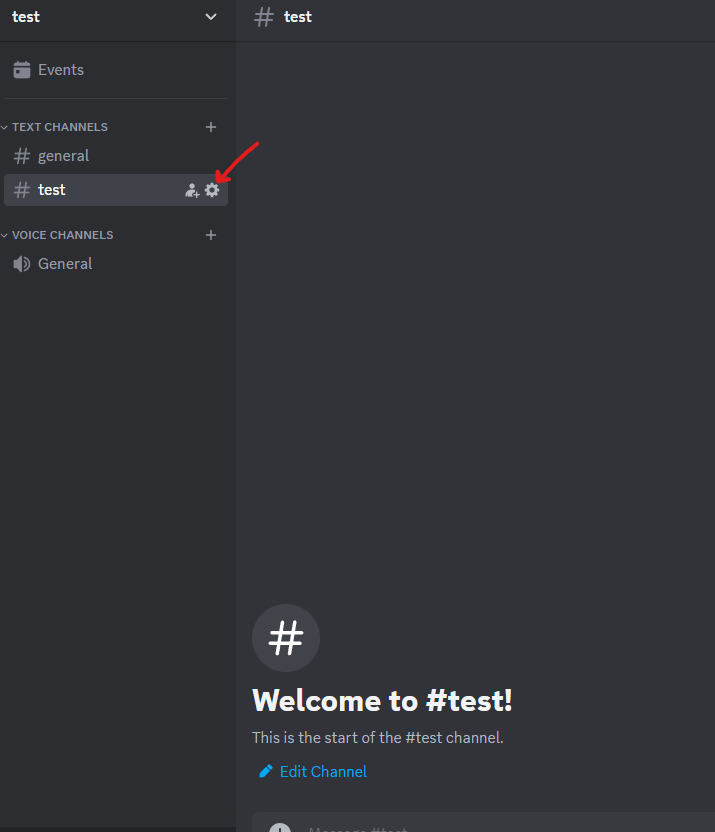 test
# test
Events
TEXT CHANNELS
# general
# test
VOICE CHANNELS
General
#
Welcome to #test!
This is the start of the #test channel.
Edit Channel
Message #test